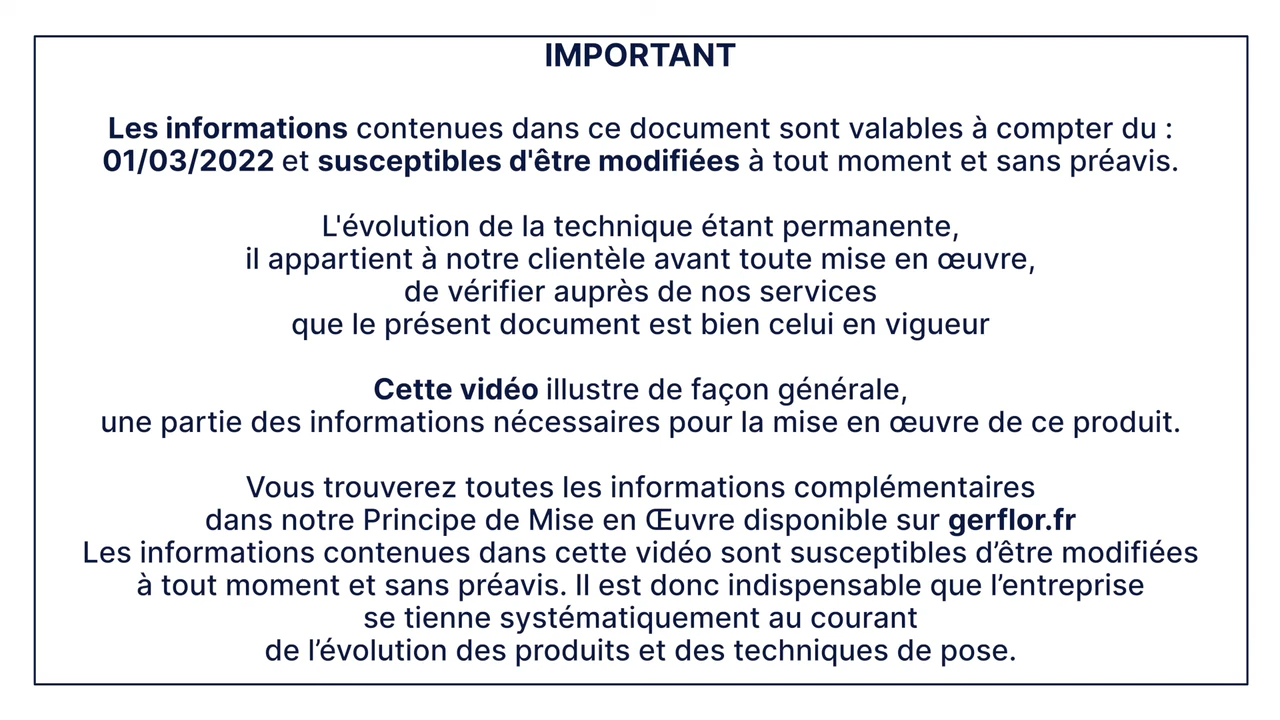 IMPORTANT
Les informations contenues dans ce document sont valables à compter du :
01/03/2022 et susceptibles d'être modifiées à tout moment et sans préavis.
L'évolution de la technique étant permanente,
il appartient à notre clientèle avant toute mise en œuvre,
de vérifier auprès de nos services
que le présent document est bien celui en vigueur
Cette vidéo illustre de façon générale,
une partie des informations nécessaires pour la mise en œuvre de ce produit.
Vous trouverez toutes les informations complémentaires
dans notre Principe de Mise en Œuvre disponible sur gerflor.fr
Les informations contenues dans cette vidéo sont susceptibles d’être modifiées
à tout moment et sans préavis. Il est donc indispensable que l’entreprise
se tienne systématiquement au courant
de l’évolution des produits et des techniques de pose.